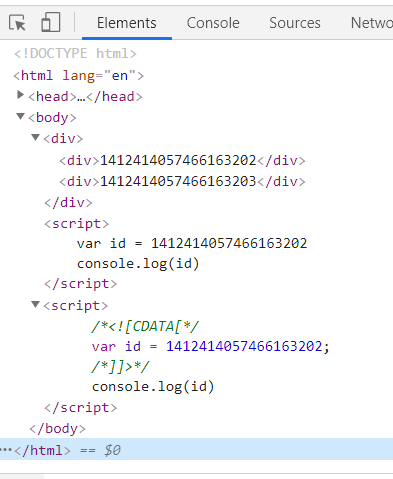 Elements Console Sources Netwo
<!DOCTYPE html>
<html lang="en">
<head>…</head>
<body>
<div>
<div>1412414057466163202</div>
<div>1412414057466163203</div>
</div>
<script>
var id = 1412414057466163202
console.log(id)
</script>
<script>
/*<![CDATA[*/
var id = 1412414057466163202;
/*]]>*/
console.log(id)
</script>
</body>
…</html> == $0